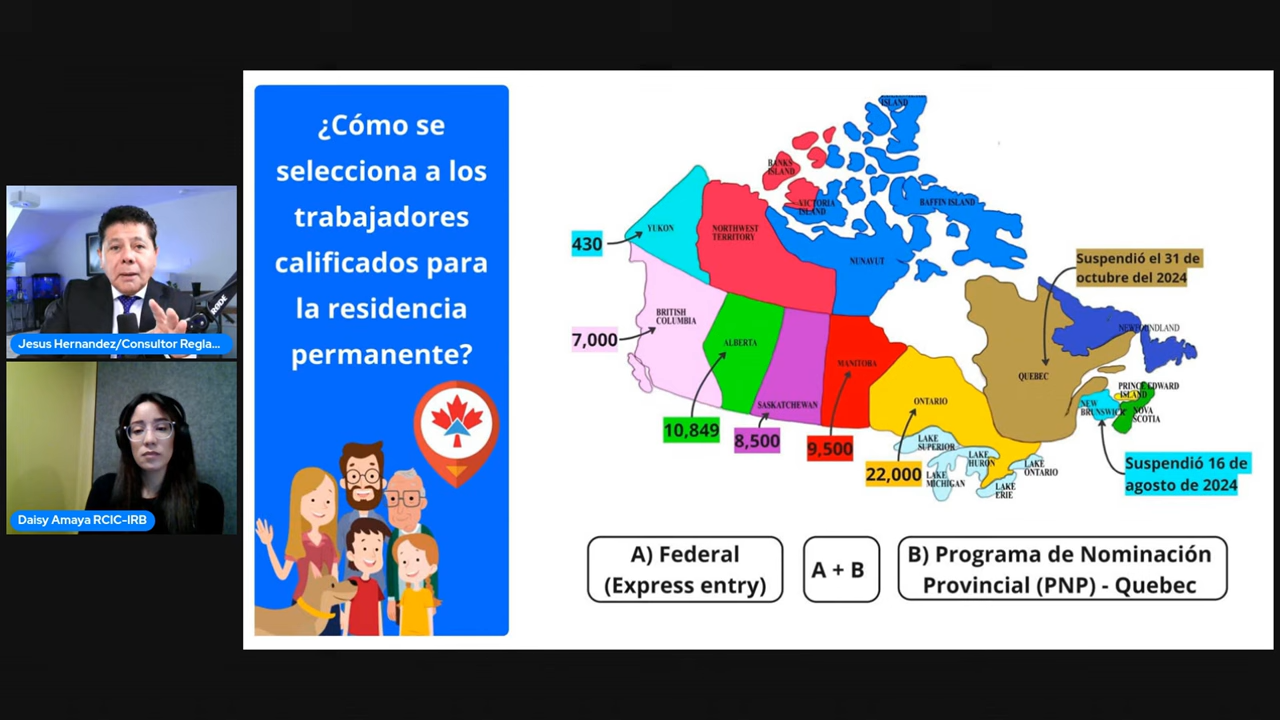 ¿Cómo se
selecciona a los
trabajadores
calificados para
la residencia
permanente?
ISLAND
BANKS
ISLAND
VICTORIA
ISLAND
BAFFIN ISLAND
YUKON
NORTHWEST
TERRITORY
NUNAVUT
430
Suspendió el 31 de
octubre del 2024
BRITISH
COLUMBIA
7,000
ALBERTA
MANITOBA
NEWFOUNDLAND
QUEBEC
SASKATCHEWAN
ONTARIO
PRINCE EDWARD
ISLAND
NEW
BRUNSWICK
NOVA
SCOTIA
10,849
8,500
9,500
22,000
LAKE
SUPERIOR
LAKE
HURON
LAKE
MICHIGAN
LAKE
ONTARIO
LAKE
ERIE
Suspendió 16 de
agosto de 2024
A) Federal
(Express entry)
A + B
B) Programa de Nominación
Provincial (PNP) - Quebec
RODE
Jesus Hernandez/Consultor Regla...
Daisy Amaya RCIC-IRB